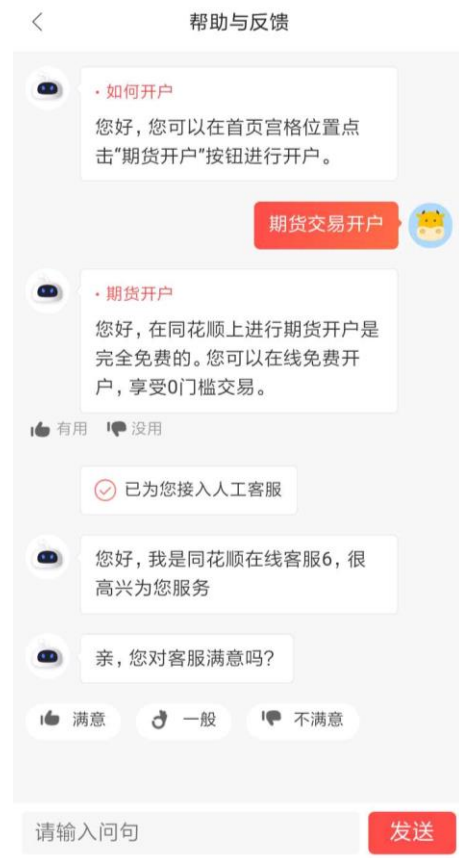 帮助与反馈
·如何开户
您好，您可以在首页宫格位置点
击“期货开户”按钮进行开户。
期货交易开户
·期货开户
您好，在同花顺上进行期货开户是
完全免费的。您可以在线免费开
户，享受0门槛交易。
有用 没用
已为您接入人工客服
您好，我是同花顺在线客服6，很
高兴为您服务
亲，您对客服满意吗？
满意 一般 不满意
请输入问句 发送